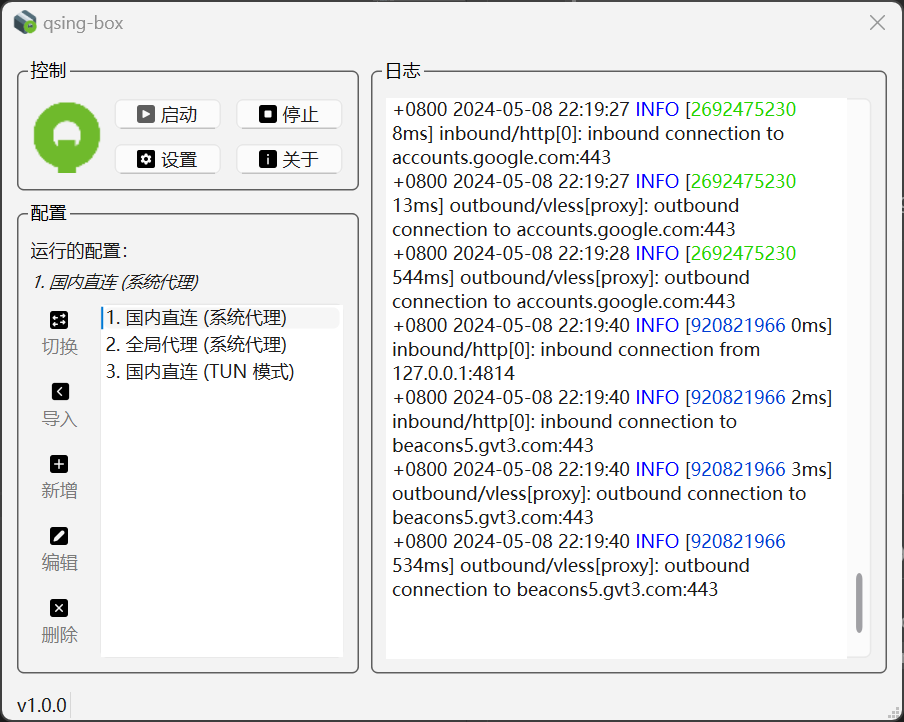 qsing-box
控制
启动
停止
设置
关于
配置
运行的配置：
1. 国内直连 (系统代理)
切换
导入
新增
编辑
删除
1. 国内直连 (系统代理)
2. 全局代理 (系统代理)
3. 国内直连 (TUN 模式)
日志
+0800 2024-05-08 22:19:27 INFO [2692475230
8ms] inbound/http[0]: inbound connection to
accounts.google.com:443
+0800 2024-05-08 22:19:27 INFO [2692475230
13ms] outbound/vless[proxy]: outbound
connection to accounts.google.com:443
+0800 2024-05-08 22:19:28 INFO [2692475230
544ms] outbound/vless[proxy]: outbound
connection to accounts.google.com:443
+0800 2024-05-08 22:19:40 INFO [920821966 0ms]
inbound/http[0]: inbound connection from
127.0.0.1:4814
+0800 2024-05-08 22:19:40 INFO [920821966 2ms]
inbound/http[0]: inbound connection to
beacons5.gvt3.com:443
+0800 2024-05-08 22:19:40 INFO [920821966 3ms]
outbound/vless[proxy]: outbound connection to
beacons5.gvt3.com:443
+0800 2024-05-08 22:19:40 INFO [920821966
534ms] outbound/vless[proxy]: outbound
connection to beacons5.gvt3.com:443
v1.0.0